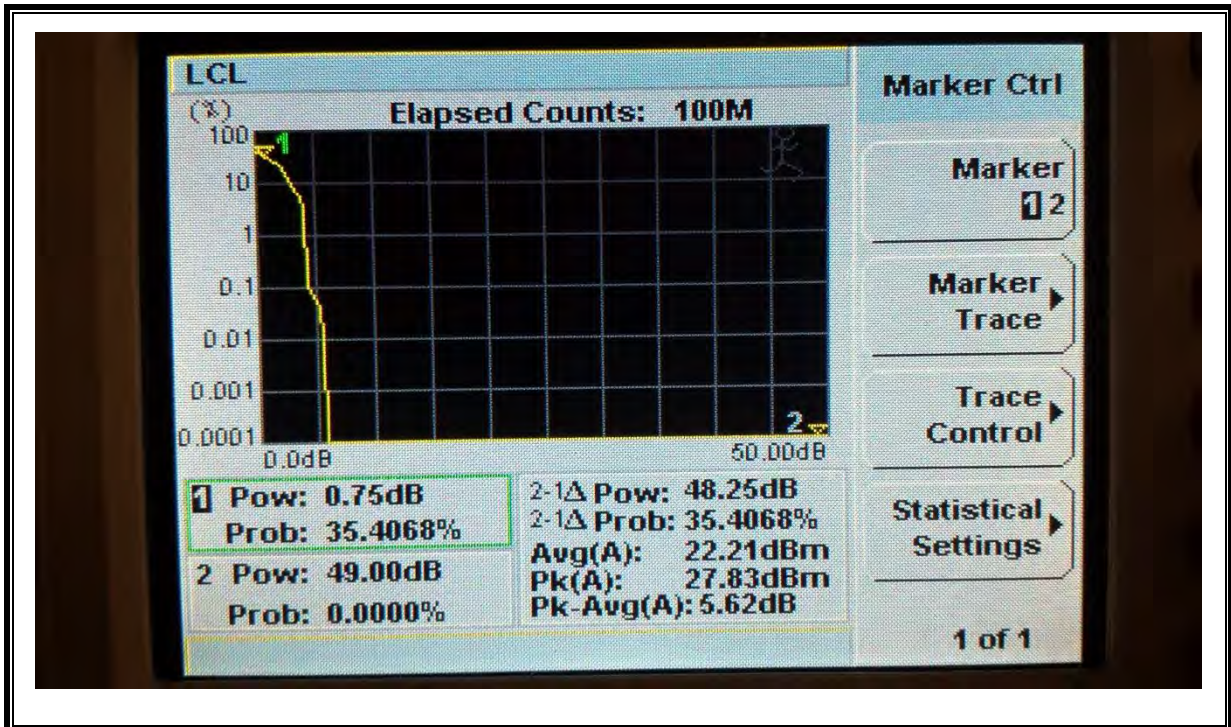 LCL
(%)
Elapsed Counts: 100M
100
1
10
1
0.1
0.01
0.001
0.0001
2
0.0dB
50.00dB
1 Pow: 0.75dB
Prob: 35.4068%
2 Pow: 49.00dB
Prob: 0.0000%
2-1Δ Pow: 48.25dB
2-1Δ Prob: 35.4068%
Avg(A): 22.21dBm
Pk(A): 27.83dBm
Pk-Avg(A): 5.62dB
Marker Ctrl
Marker
1 2
Marker
Trace
Trace
Control
Statistical
Settings
1 of 1